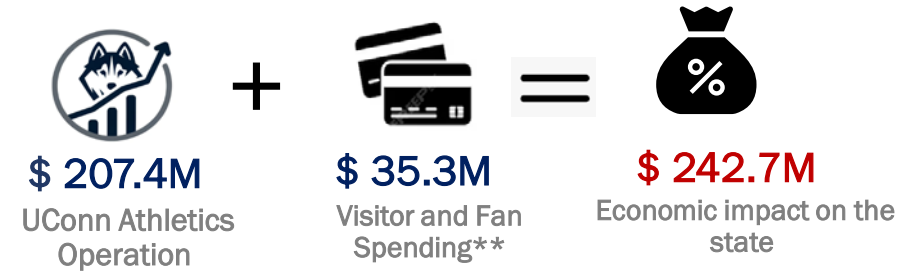 $ 207.4M
UConn Athletics
Operation
+
$ 35.3M
Visitor and Fan
Spending**
=
%
$ 242.7M
Economic impact on the
state